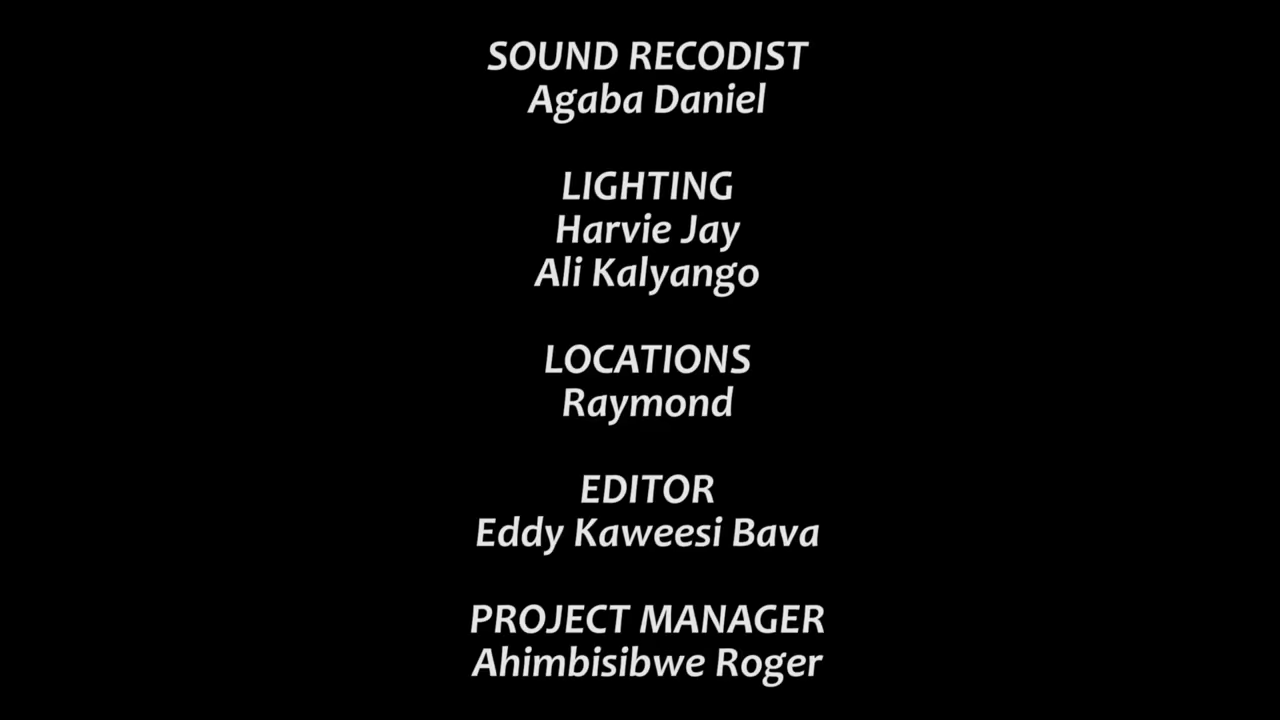 SOUND RECODIST
Agaba Daniel
LIGHTING
Harvie Jay
Ali Kalyango
LOCATIONS
Raymond
EDITOR
Eddy Kaweesi Bava
PROJECT MANAGER
Ahimbisibwe Roger